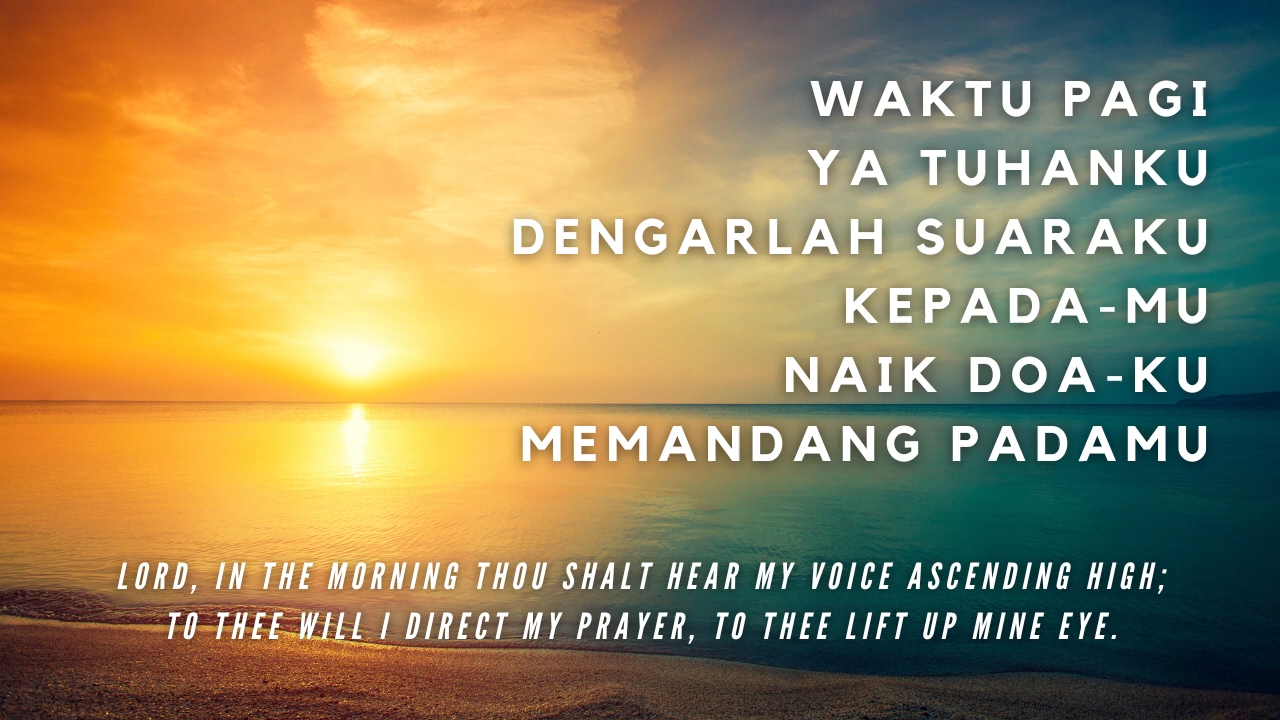 WAKTU PAGI
YA TUHANKU
DENGARLAH SUARAKU
KEPADA-MU
NAIK DOA-KU
MEMANDANG PADAMU
LORD, IN THE MORNING THOU SHALT HEAR MY VOICE ASCENDING HIGH;
TO THEE WILL I DIRECT MY PRAYER, TO THEE LIFT UP MINE EYE.